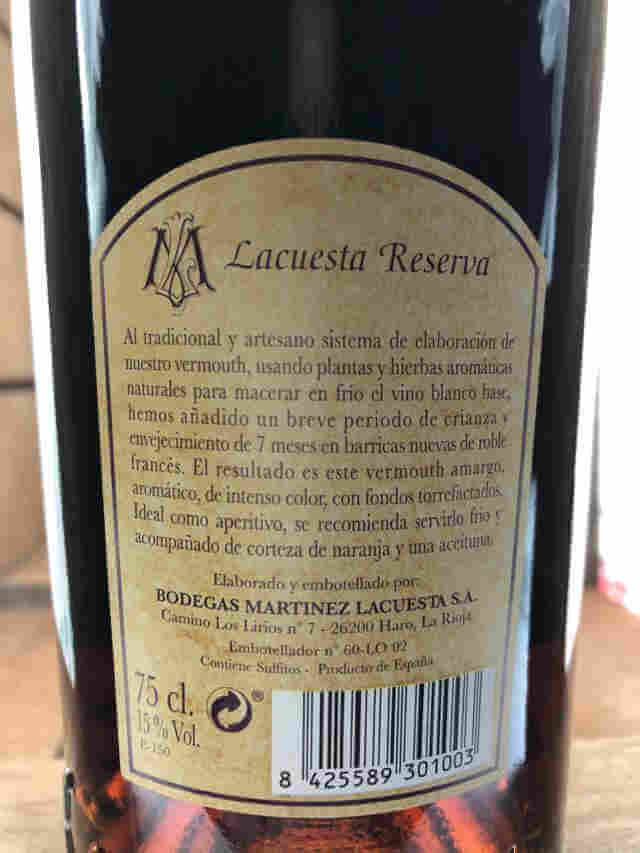 Lacuesta Reserva
Al tradicional y artesano sistema de elaboración de
nuestro vermouth, usando plantas y hierbas aromáticas
naturales para macerar en frío el vino blanco base,
hemos añadido un breve periodo de crianza y
envejecimiento de 7 meses en barricas nuevas de roble
francés. El resultado es este vermouth amargo,
aromático, de intenso color, con fondos torrefactados.
Ideal como aperitivo, se recomienda servirlo frio y
acompañado de corteza de naranja y una aceituna.
Elaborado y embotellado por:
BODEGAS MARTINEZ LACUESTA S.A.
Camino Los Lirios nº 7 - 26200 Haro, La Rioja
Embotellador nº 60-LO 02
Contiene Sulfitos - Producto de España
75 cl.
15% Vol.
E-150
®
8 425589 301003